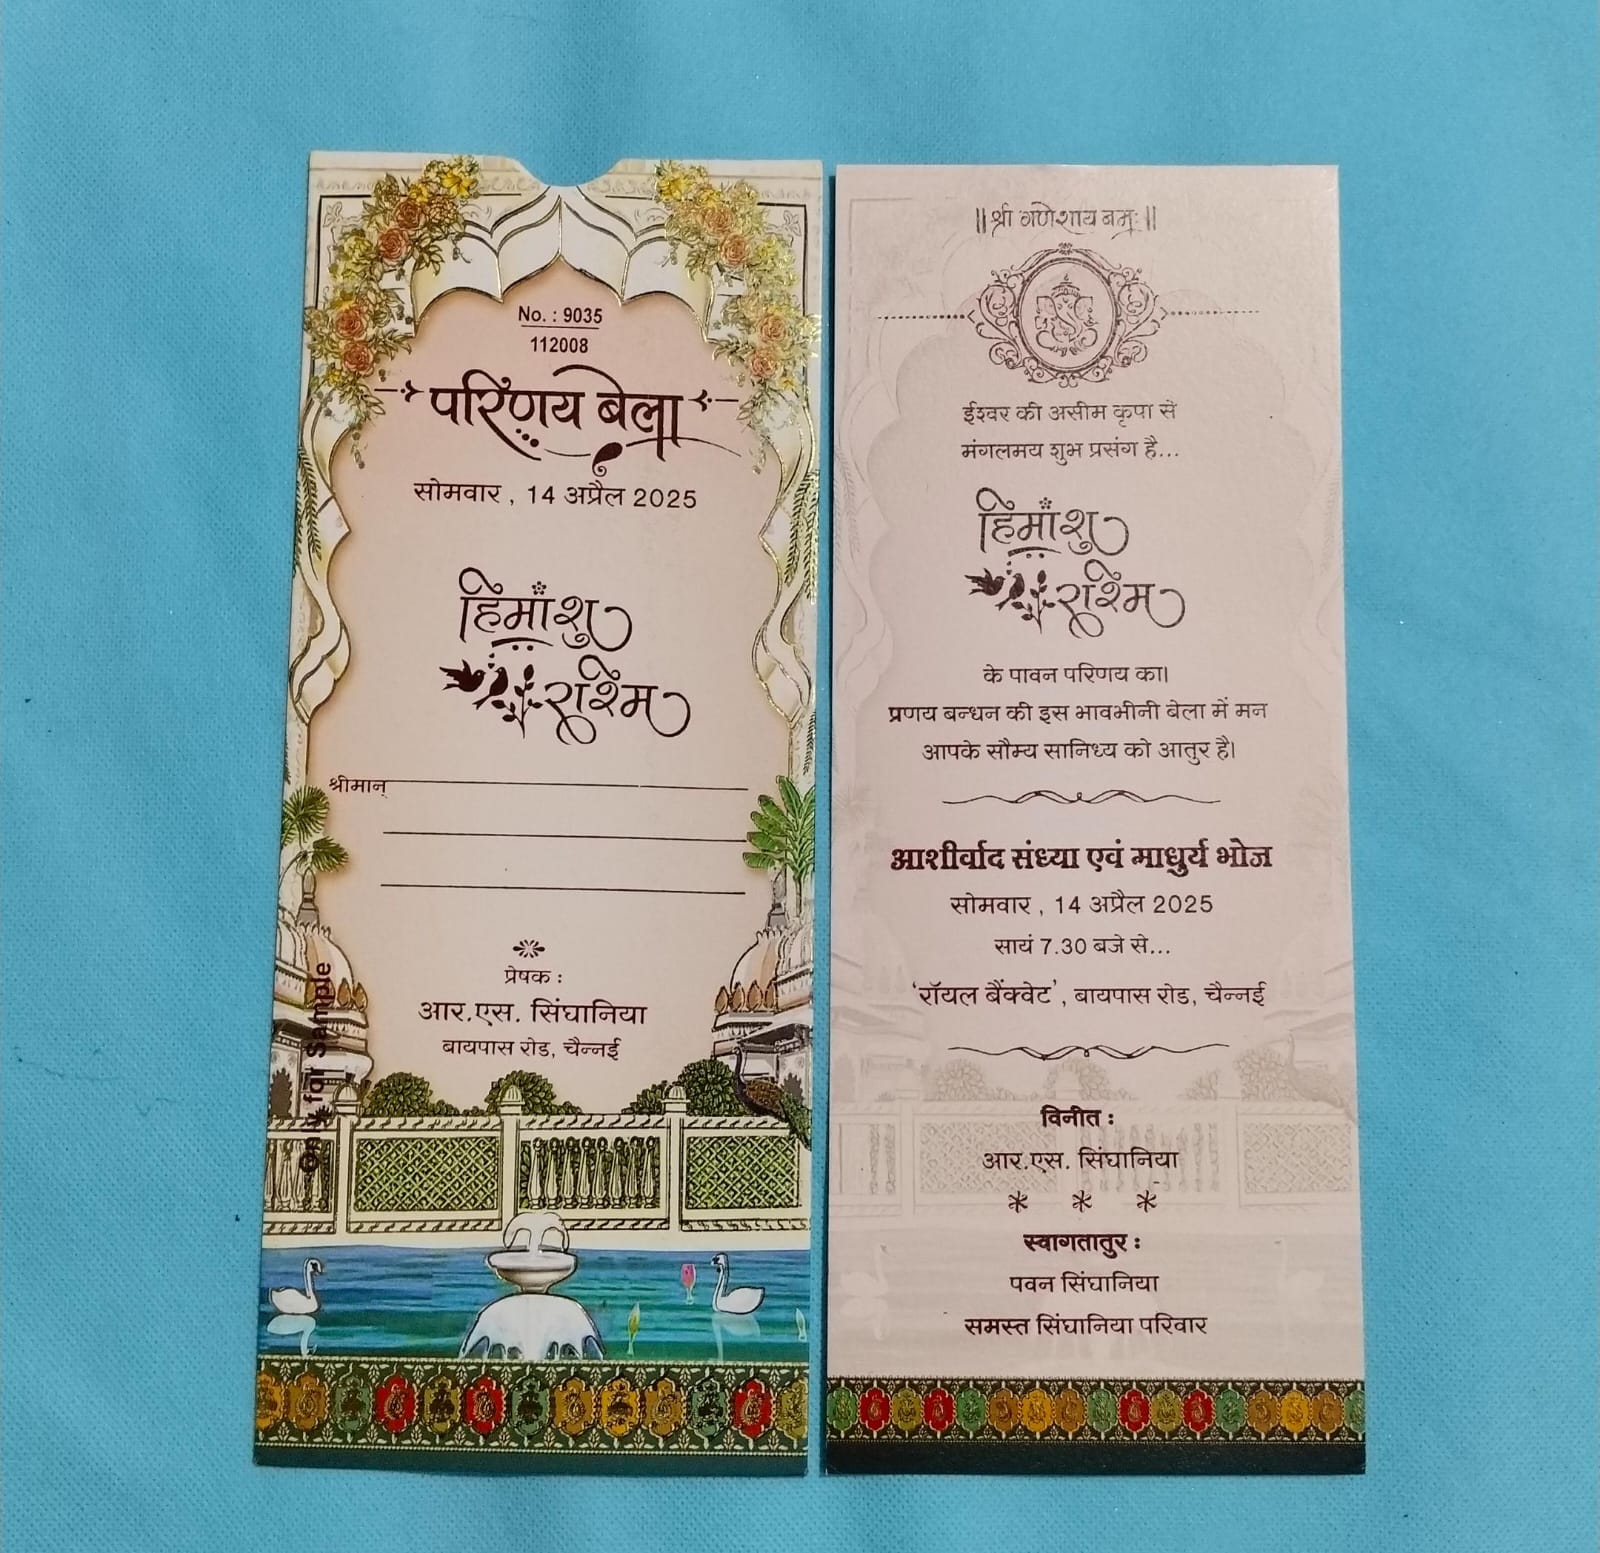 No. : 9035
112008
परिणय बेला
सोमवार , 14 अप्रैल 2025
हिमाँशु
रश्मि
श्रीमान्
प्रेषक :
आर.एस. सिंघानिया
बायपास रोड, चैन्नई
Only for Sample
||श्री गणेशाय नमः||
ईश्वर की असीम कृपा से
मंगलमय शुभ प्रसंग है...
हिमाँशु
रश्मि
के पावन परिणय का।
प्रणय बन्धन की इस भावभीनी बेला में मन
आपके सौम्य सानिध्य को आतुर है।
आशीर्वाद संध्या एवं माधुर्य भोज
सोमवार , 14 अप्रैल 2025
सायं 7.30 बजे से...
‘रॉयल बैंक्वेट’, बायपास रोड, चैन्नई
विनीत :
आर.एस. सिंघानिया
* * *
स्वागतातुर :
पवन सिंघानिया
समस्त सिंघानिया परिवार